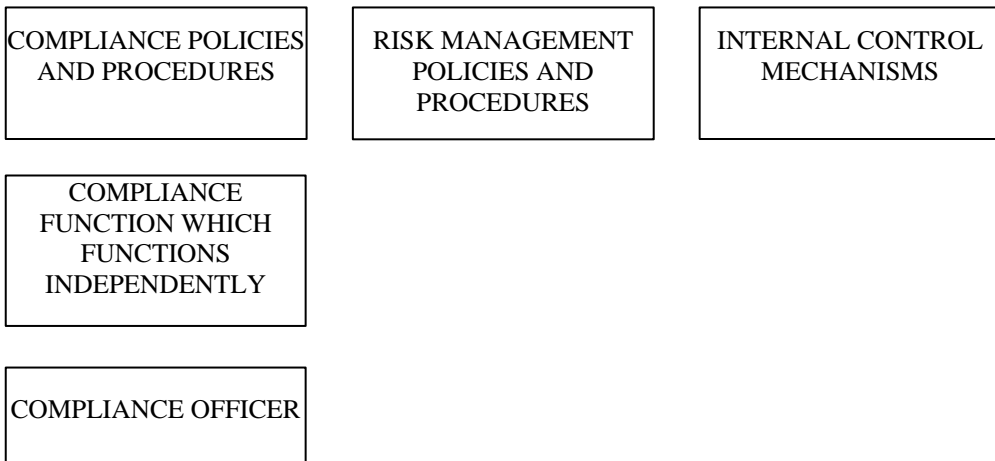 COMPLIANCE POLICIES
AND PROCEDURES
RISK MANAGEMENT
POLICIES AND
PROCEDURES
INTERNAL CONTROL
MECHANISMS
COMPLIANCE
FUNCTION WHICH
FUNCTIONS
INDEPENDENTLY
COMPLIANCE OFFICER